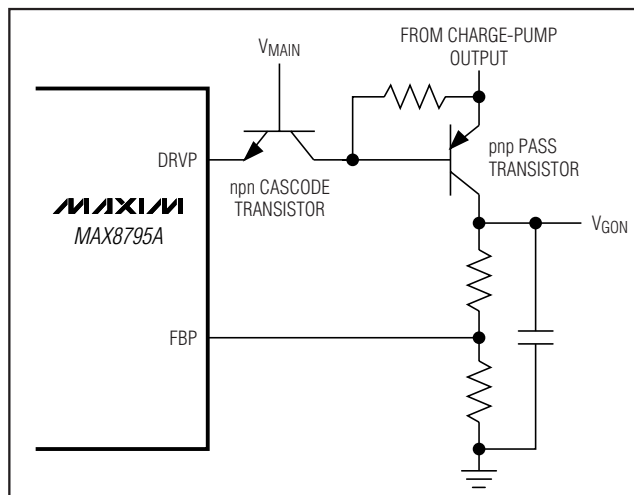 FROM CHARGE-PUMP
OUTPUT
VMAIN
DRVP
npn CASCODE
TRANSISTOR
pnp PASS
TRANSISTOR
MAXIM
MAX8795A
VGON
FBP